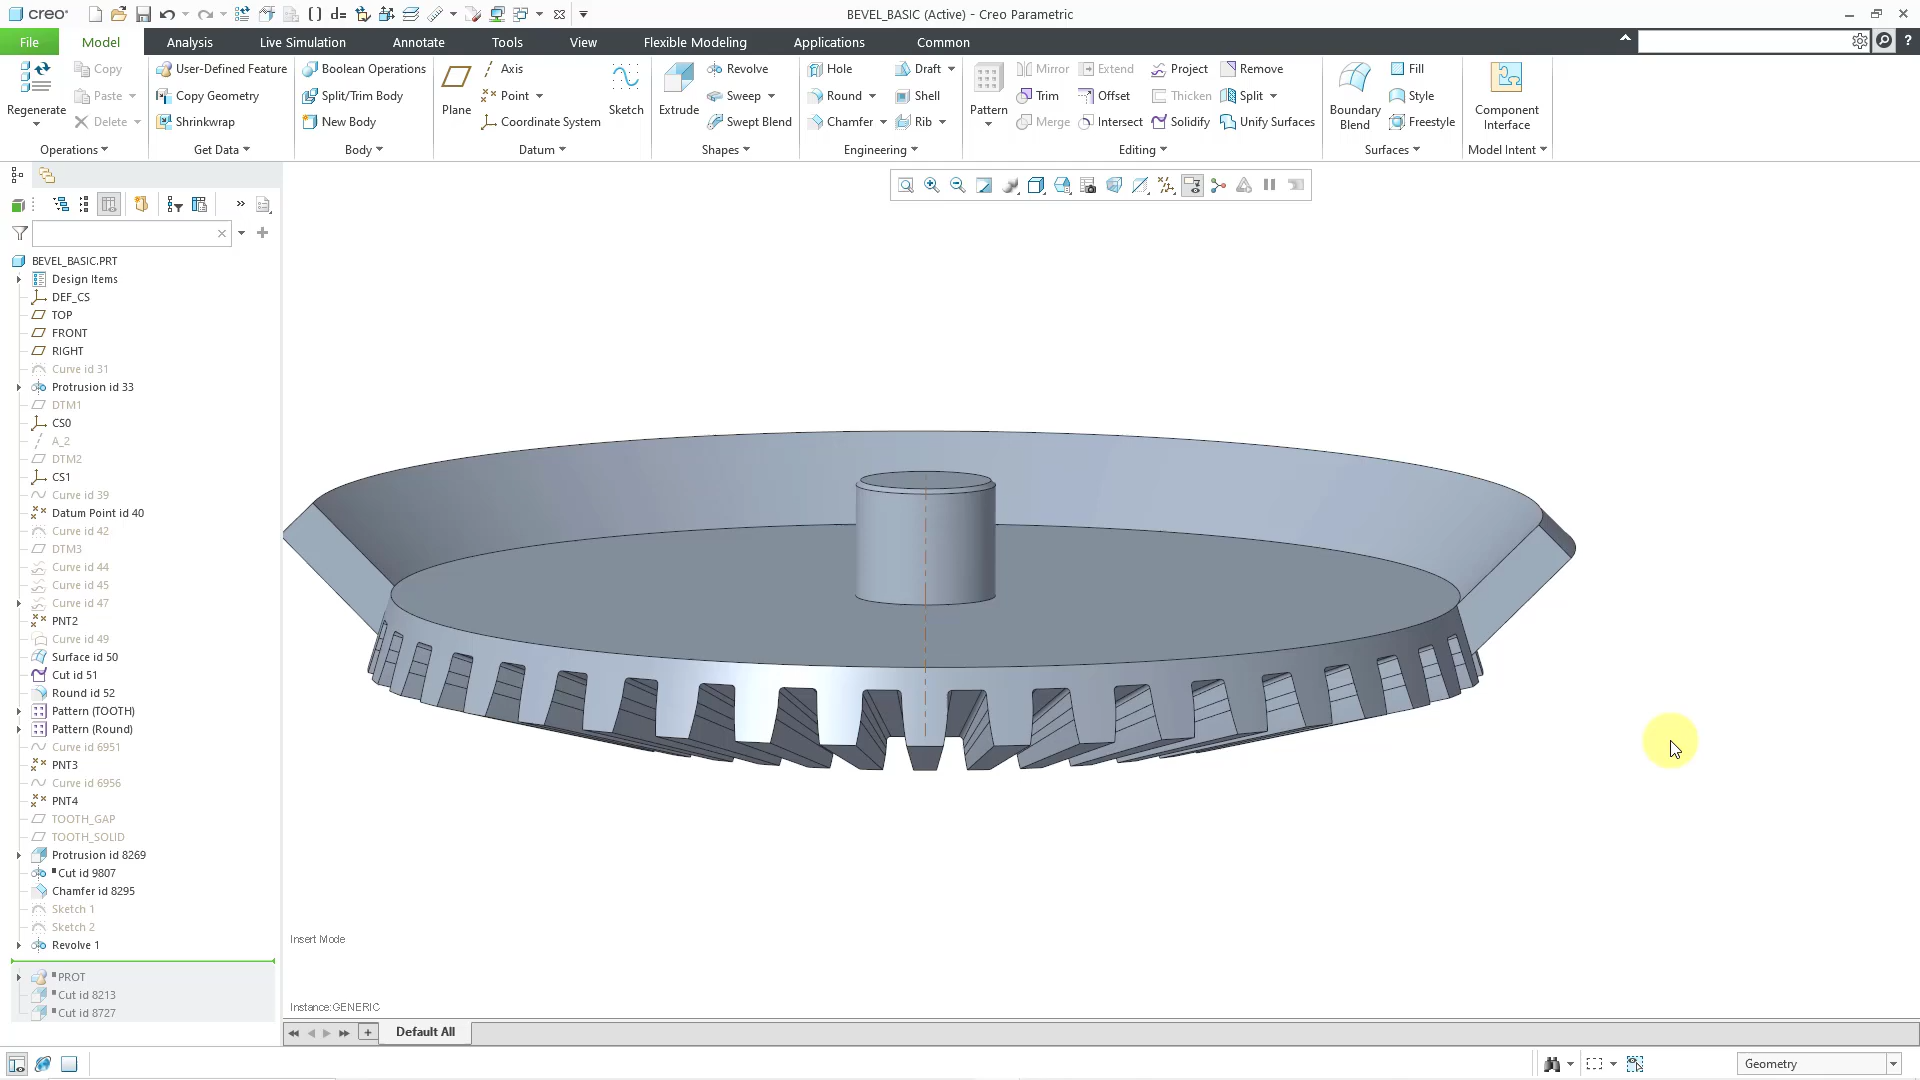 creo
BEVEL_BASIC (Active) - Creo Parametric
File
Model
Analysis
Live Simulation
Annotate
Tools
View
Flexible Modeling
Applications
Common
Regenerate
Copy
Paste
Delete
Operations
User-Defined Feature
Copy Geometry
Shrinkwrap
Get Data
Boolean Operations
Split/Trim Body
New Body
Body
Plane
Axis
Point
Coordinate System
Sketch
Datum
Extrude
Revolve
Sweep
Swept Blend
Shapes
Hole
Round
Chamfer
Draft
Shell
Rib
Engineering
Pattern
Mirror
Trim
Merge
Extend
Offset
Intersect
Project
Thicken
Solidify
Remove
Split
Unify Surfaces
Editing
Boundary Blend
Fill
Style
Freestyle
Surfaces
Component Interface
Model Intent
BEVEL_BASIC.PRT
Design Items
DEF_CS
TOP
FRONT
RIGHT
Curve id 31
Protrusion id 33
DTM1
CS0
A_2
DTM2
CS1
Curve id 39
Datum Point id 40
Curve id 42
DTM3
Curve id 44
Curve id 45
Curve id 47
PNT2
Curve id 49
Surface id 50
Cut id 51
Round id 52
Pattern (TOOTH)
Pattern (Round)
Curve id 6951
PNT3
Curve id 6956
PNT4
TOOTH_GAP
TOOTH_SOLID
Protrusion id 8269
Cut id 9807
Chamfer id 8295
Sketch 1
Sketch 2
Revolve 1
PROT
Cut id 8213
Cut id 8727
Insert Mode
Instance:GENERIC
Default All
Geometry